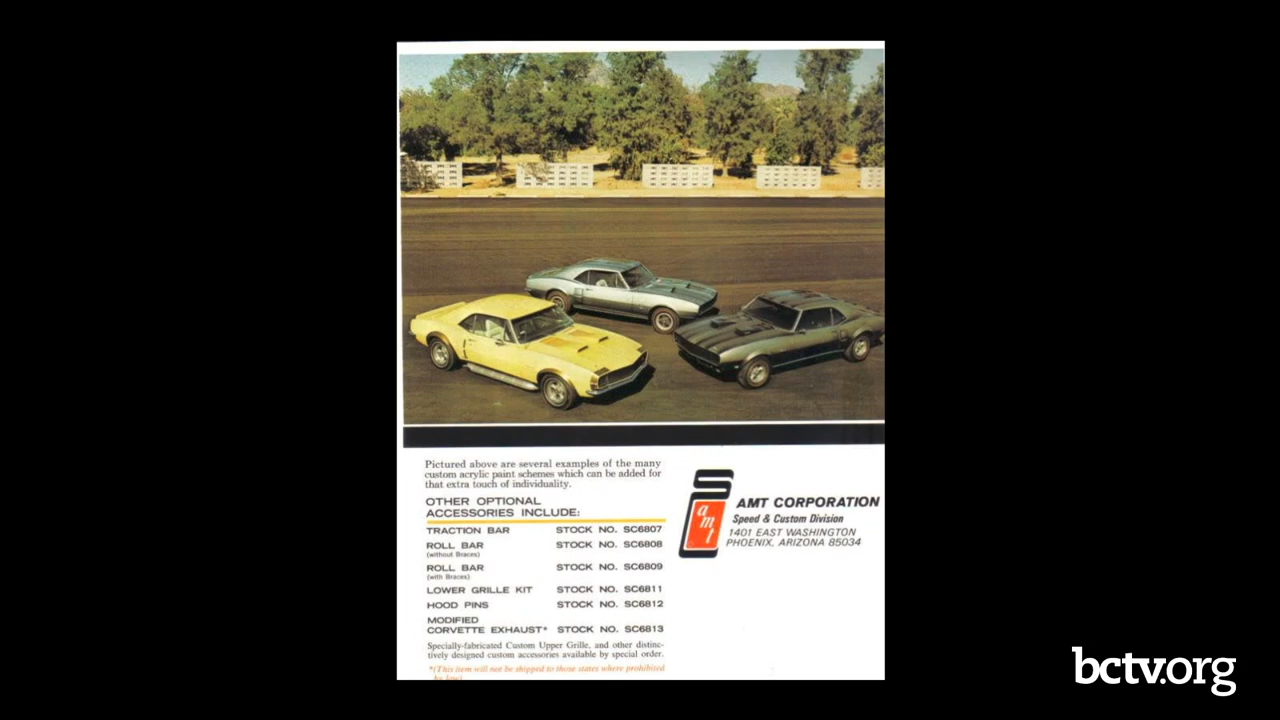 Pictured above are several examples of the many
custom acrylic paint schemes which can be added for
that extra touch of individuality.
OTHER OPTIONAL
ACCESSORIES INCLUDE:
TRACTION BAR STOCK NO. SC6807
ROLL BAR STOCK NO. SC6808
(without Braces)
ROLL BAR STOCK NO. SC6809
(with Braces)
LOWER GRILLE KIT STOCK NO. SC6811
HOOD PINS STOCK NO. SC6812
MODIFIED
CORVETTE EXHAUST* STOCK NO. SC6813
Specially-fabricated Custom Upper Grille, and other distinc-
tively designed custom accessories available by special order.
*(This item will not be shipped to those states where prohibited
by law)
S
amt
AMT CORPORATION
Speed & Custom Division
1401 EAST WASHINGTON
PHOENIX, ARIZONA 85034
bctv.org